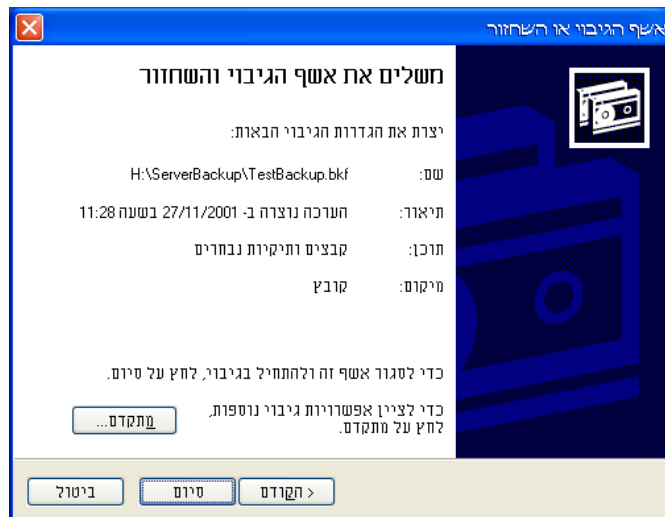 אשף הגיבוי או השחזור
משלים את אשף הגיבוי והשחזור
יצרת את הגדרות הגיבוי הבאות:
שם: H:\ServerBackup\TestBackup.bkf
תיאור: הערכה נוצרה ב- 27/11/2001 בשעה 11:28
תוכן: קבצים ותיקיות נבחרים
מיקום: קובץ
כדי לסגור אשף זה ולהתחיל בגיבוי, לחץ על סיום.
כדי לציין אפשרויות גיבוי נוספות,
לחץ על מתקדם.
מתקדם...
< הקודם
סיום
ביטול